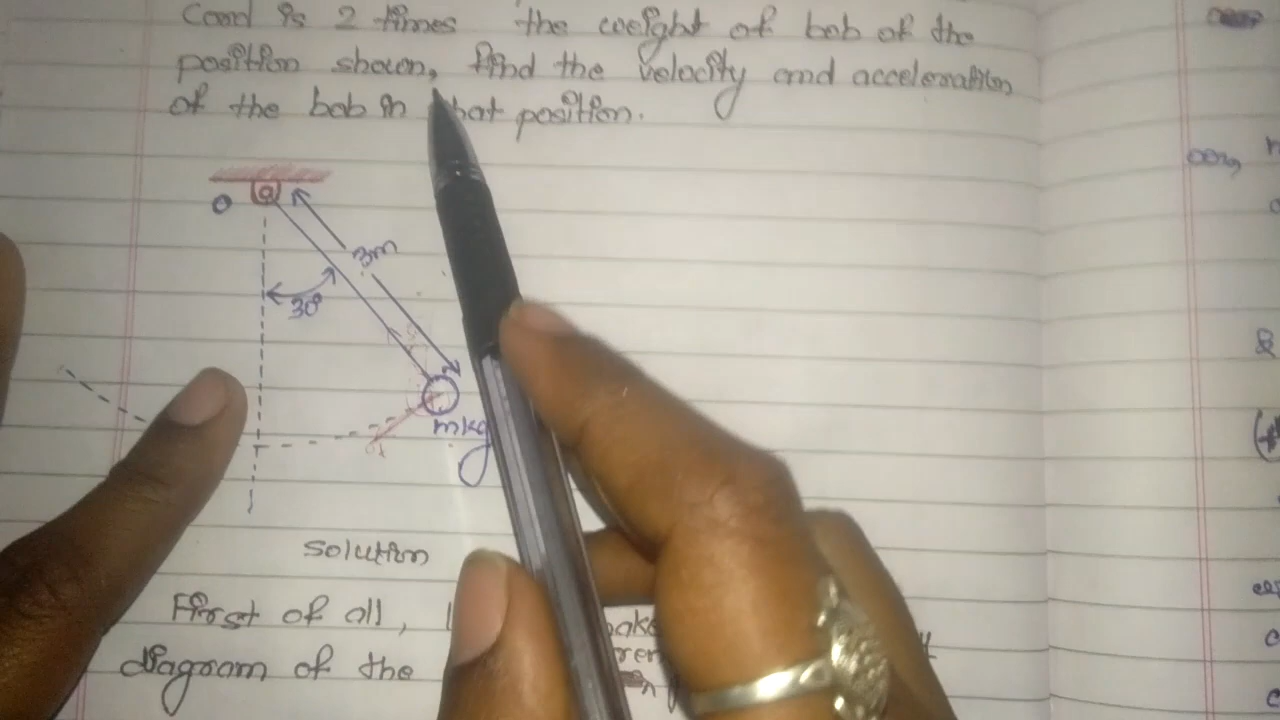 Cord is 2 times the weight of bob of the
position shown, find the velocity and acceleration
of the bob in that position.
O
3m
30°
mkg
Solution
First of all,
diagram of the